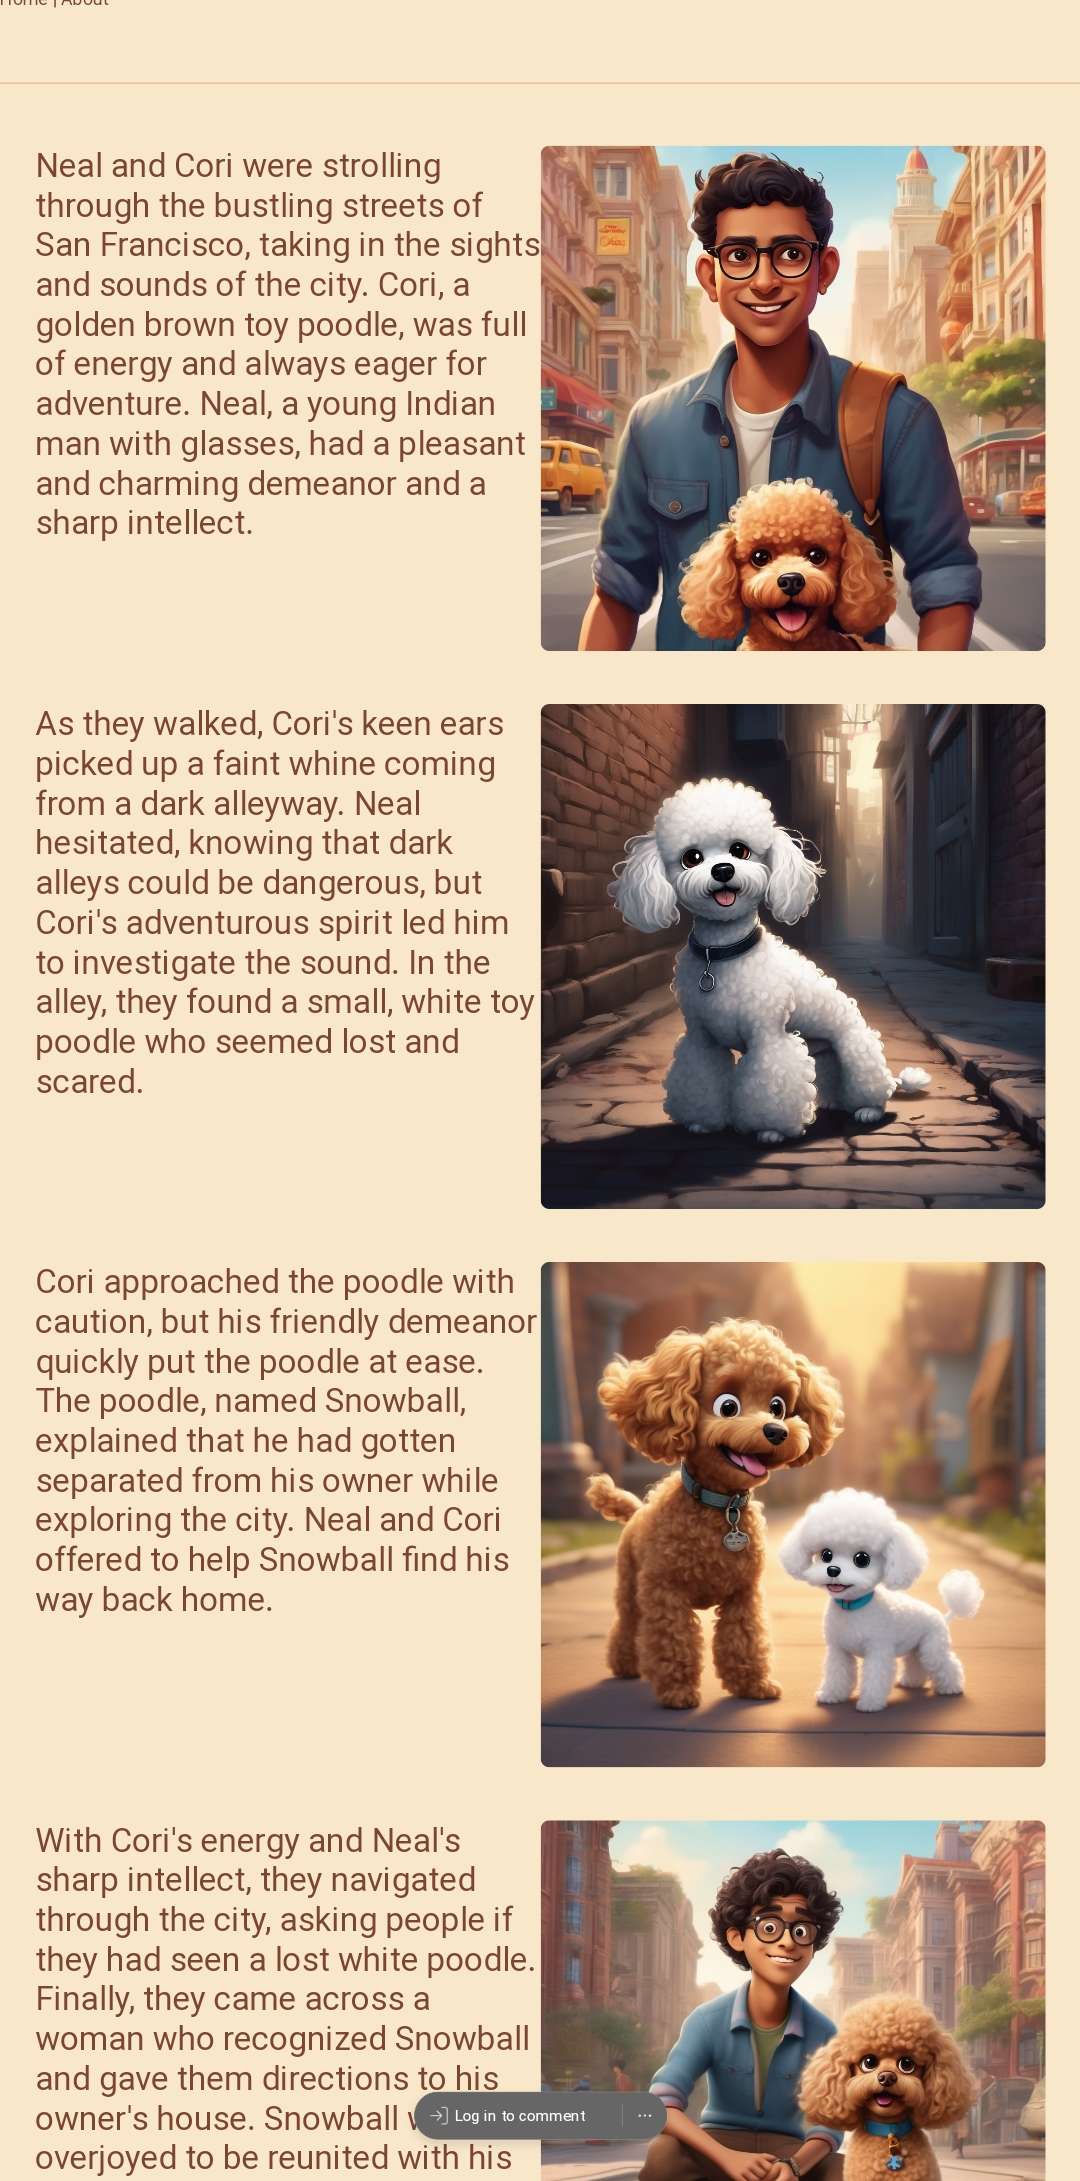 Home | About
Neal and Cori were strolling
through the bustling streets of
San Francisco, taking in the sights
and sounds of the city. Cori, a
golden brown toy poodle, was full
of energy and always eager for
adventure. Neal, a young Indian
man with glasses, had a pleasant
and charming demeanor and a
sharp intellect.
As they walked, Cori's keen ears
picked up a faint whine coming
from a dark alleyway. Neal
hesitated, knowing that dark
alleys could be dangerous, but
Cori's adventurous spirit led him
to investigate the sound. In the
alley, they found a small, white toy
poodle who seemed lost and
scared.
Cori approached the poodle with
caution, but his friendly demeanor
quickly put the poodle at ease.
The poodle, named Snowball,
explained that he had gotten
separated from his owner while
exploring the city. Neal and Cori
offered to help Snowball find his
way back home.
With Cori's energy and Neal's
sharp intellect, they navigated
through the city, asking people if
they had seen a lost white poodle.
Finally, they came across a
woman who recognized Snowball
and gave them directions to his
owner's house. Snowball
overjoyed to be reunited with his
Log in to comment